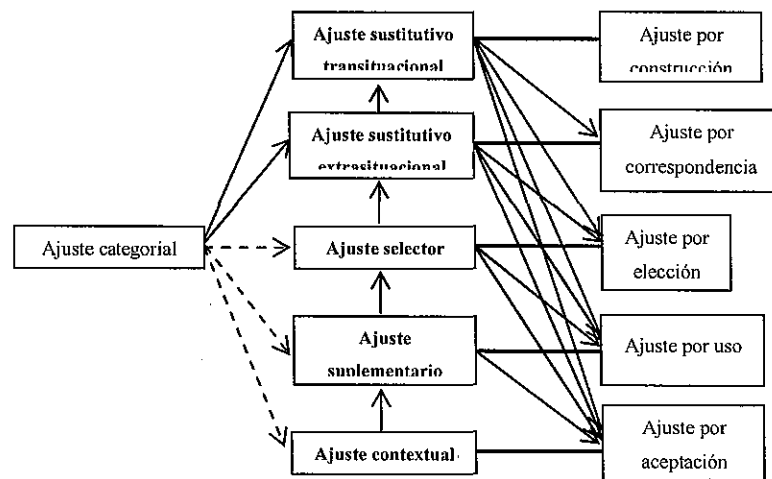 Ajuste sustitutivo
transituacional
Ajuste por
construcción
Ajuste sustitutivo
extrasituacional
Ajuste por
correspondencia
Ajuste categorial
Ajuste selector
Ajuste por
elección
Ajuste
suplementario
Ajuste por uso
Ajuste contextual
Ajuste por
aceptación